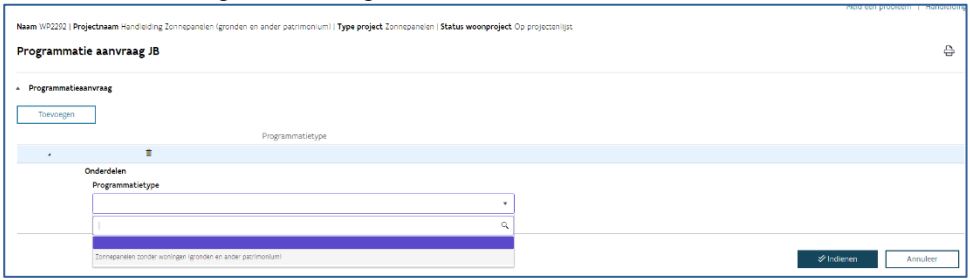 Meld een probleem | Handleiding
Naam WP2292 | Projectnaam Handleiding Zonnepanelen (gronden en ander patrimonium) | Type project Zonnepanelen | Status woonproject Op projectenlijst
Programmatie aanvraag JB
Programmatieaanvraag
Toevoegen
Programmatietype
Onderdelen
Programmatietype
Zonnepanelen zonder woningen (gronden en ander patrimonium)
Indienen
Annuleer